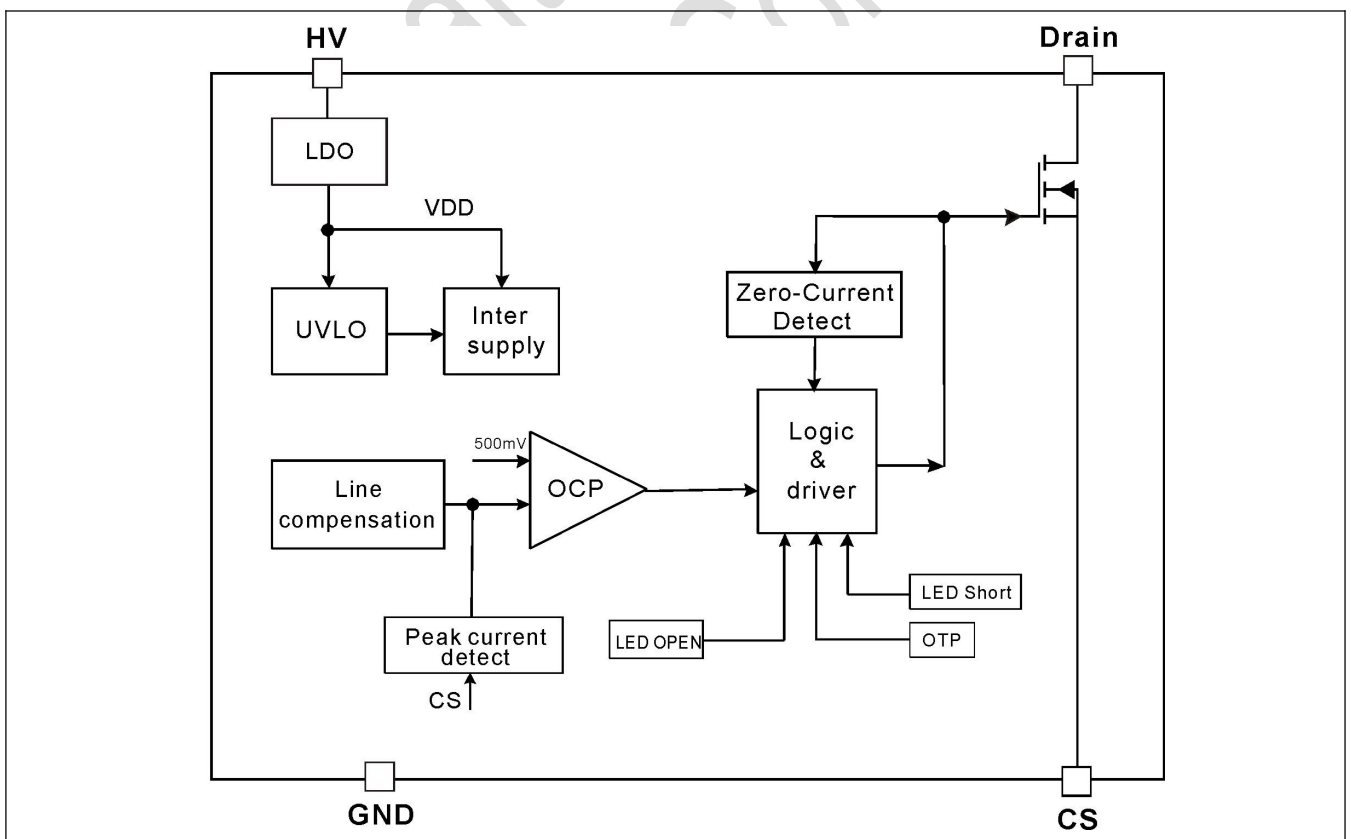 HV
Drain
LDO
VDD
UVLO
Inter
supply
Zero-Current
Detect
500mV
Line
compensation
OCP
Logic
&
driver
LED Short
LED OPEN
OTP
Peak current
detect
CS
GND
CS